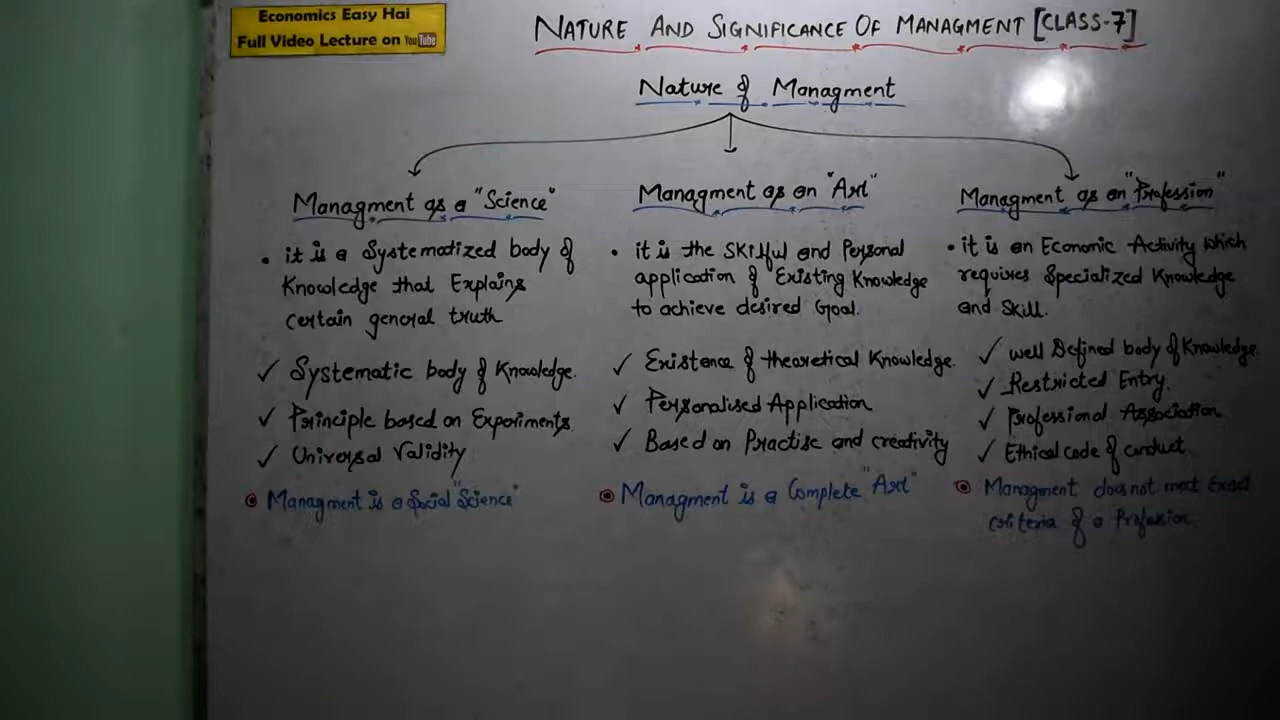 Economics Easy Hai
Full Video Lecture on YouTube
NATURE AND SIGNIFICANCE OF MANAGMENT [CLASS-7]
Nature of Managment
Managment as a "Science"
• it is a Systematized body of
Knowledge that Explains
certain general truth
✓ Systematic body of Knowledge.
✓ Principle based on Experiments.
✓ Universal Validity
Managment is a Social "Science"
Managment as an "Art"
• it is the Skilful and Personal
application of Existing Knowledge
to achieve desired Goal.
✓ Existence of theoretical Knowledge.
✓ Personalised Application
✓ Based on Practise and creativity
Managment is a Complete "Art"
Managment as an "Profession"
• it is an Economic Activity which
requires Specialized Knowledge
and Skill.
✓ well Defined body of Knowledge.
✓ Restricted Entry.
✓ Professional Association
✓ Ethical code of conduct.
Managment does not meet Exact
criteria of a Profession.